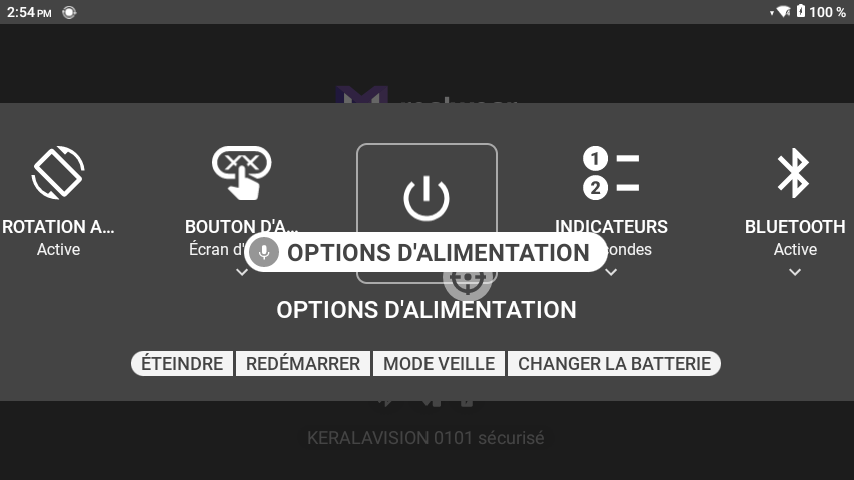 2:54 PM
100 %
ROTATION A...
Active
BOUTON D'A...
Écran d'
INDICATEURS
BLUETOOTH
Active
OPTIONS D'ALIMENTATION
OPTIONS D'ALIMENTATION
ÉTEINDRE
REDÉMARRER
MODE VEILLE
CHANGER LA BATTERIE
KERALAVISION 0101 sécurisé